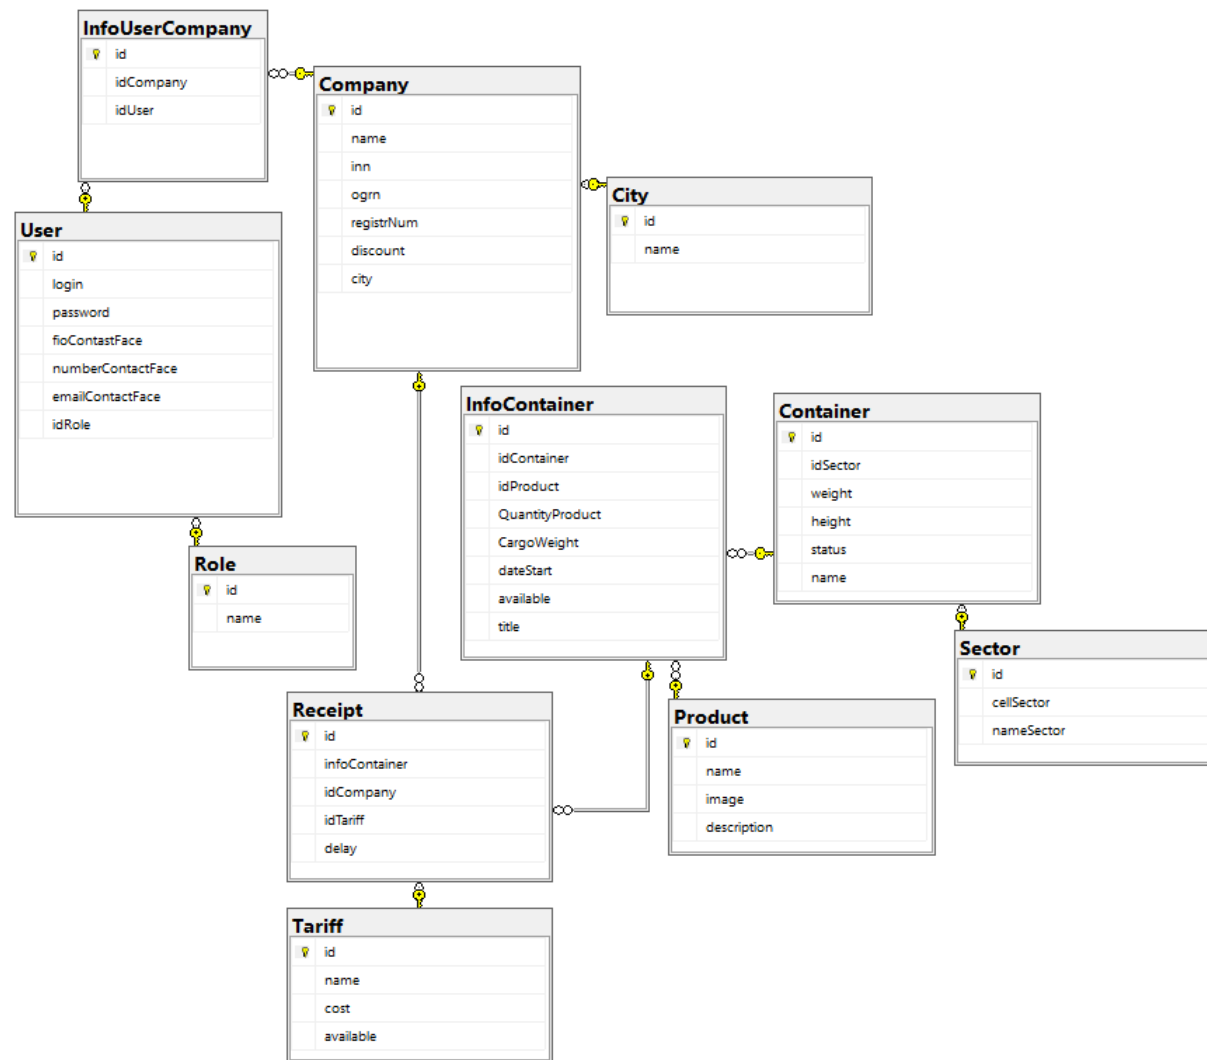 InfoUserCompany
id
idCompany
idUser
Company
id
name
inn
ogrn
registrNum
discount
city
City
id
name
User
id
login
password
fioContastFace
numberContactFace
emailContactFace
idRole
Role
id
name
InfoContainer
id
idContainer
idProduct
QuantityProduct
CargoWeight
dateStart
available
title
Container
id
idSector
weight
height
status
name
Sector
id
cellSector
nameSector
Receipt
id
infoContainer
idCompany
idTariff
delay
Product
id
name
image
description
Tariff
id
name
cost
available